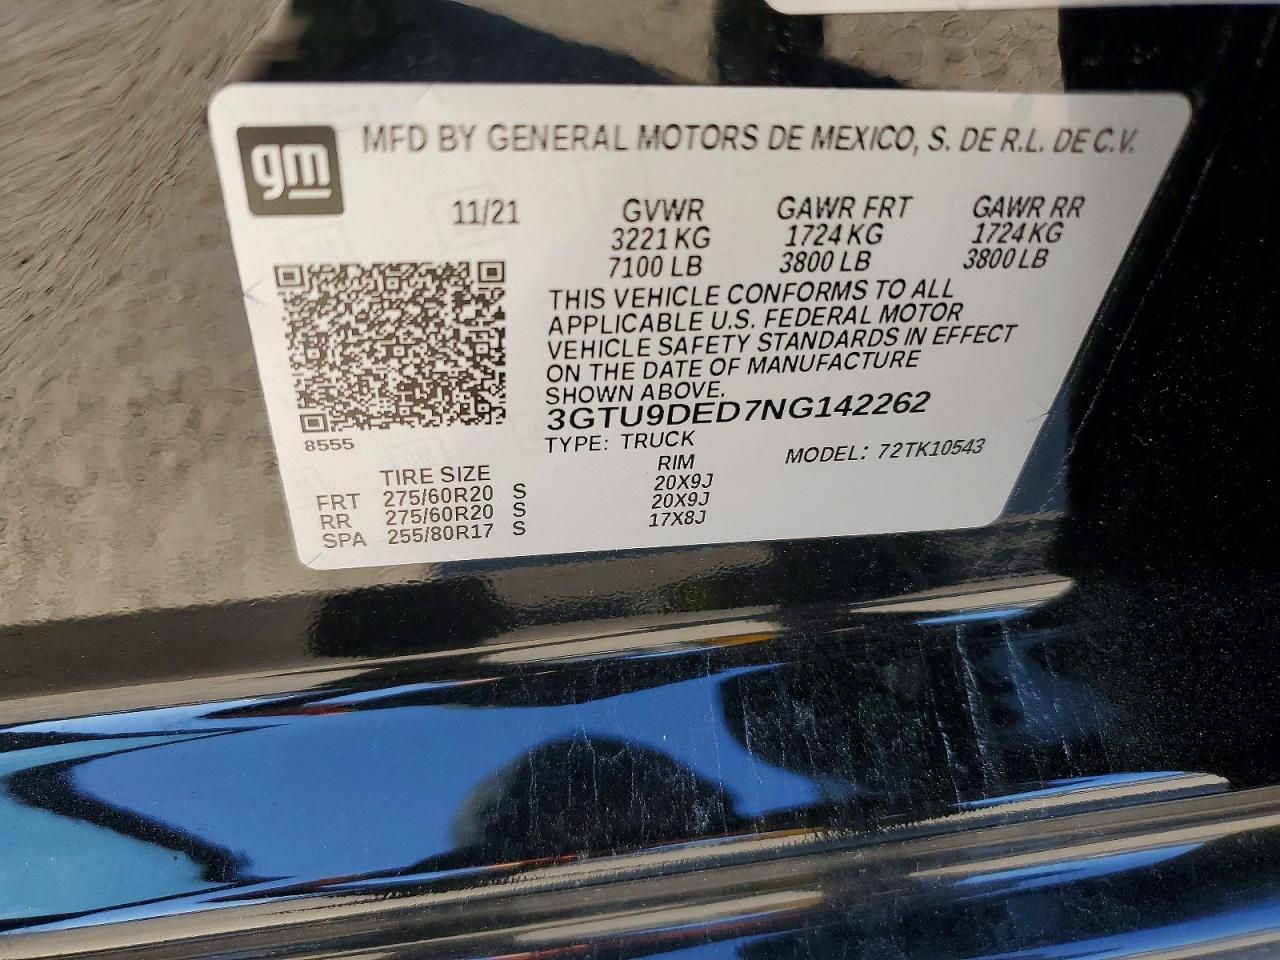 gm
MFD BY GENERAL MOTORS DE MEXICO, S. DE R.L. DE C.V.
11/21 GVWR GAWR FRT GAWR RR
3221 KG 1724 KG 1724 KG
7100 LB 3800 LB 3800 LB
THIS VEHICLE CONFORMS TO ALL
APPLICABLE U.S. FEDERAL MOTOR
VEHICLE SAFETY STANDARDS IN EFFECT
ON THE DATE OF MANUFACTURE
SHOWN ABOVE.
3GTU9DED7NG142262
8555
TYPE: TRUCK MODEL: 72TK10543
TIRE SIZE RIM
FRT 275/60R20 S 20X9J
RR 275/60R20 S 20X9J
SPA 255/80R17 S 17X8J